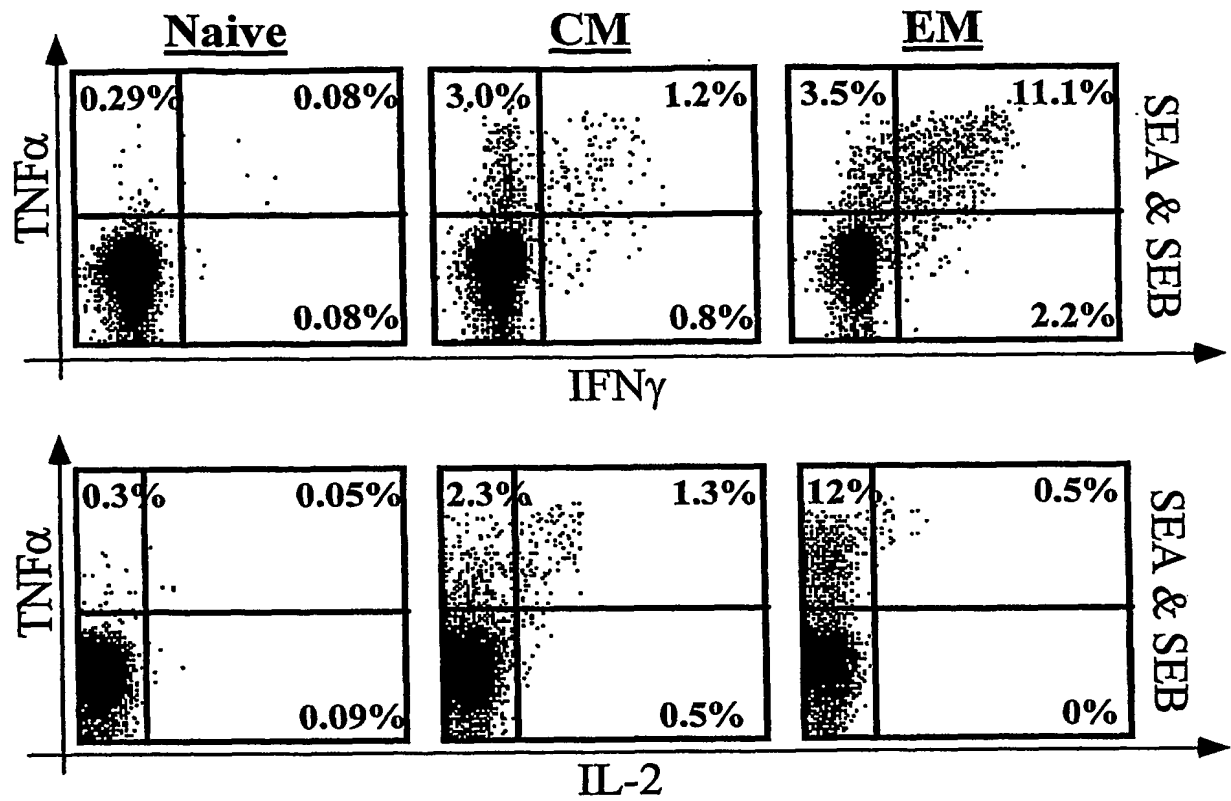 Naive CM EM
0.29% 0.08% 3.0% 1.2% 3.5% 11.1%
TNFα
SEA & SEB
0.08% 0.8% 2.2%
IFNγ
0.3% 0.05% 2.3% 1.3% 12% 0.5%
TNFα
SEA & SEB
0.09% 0.5% 0%
IL-2